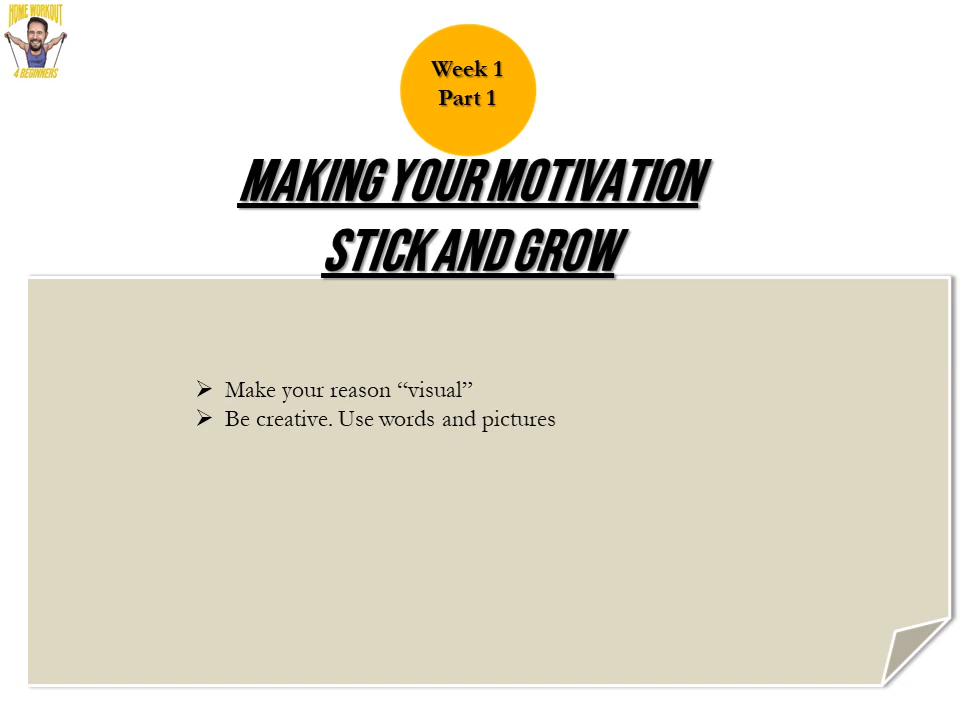 HOME WORKOUT
4 BEGINNERS
Week 1
Part 1
MAKING YOUR MOTIVATION
STICK AND GROW
➢ Make your reason “visual”
➢ Be creative. Use words and pictures